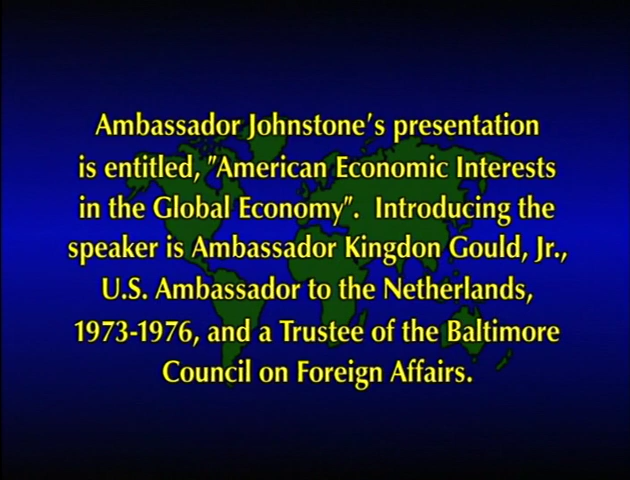 Ambassador Johnstone's presentation
is entitled, "American Economic Interests
in the Global Economy". Introducing the
speaker is Ambassador Kingdon Gould, Jr.,
U.S. Ambassador to the Netherlands,
1973-1976, and a Trustee of the Baltimore
Council on Foreign Affairs.